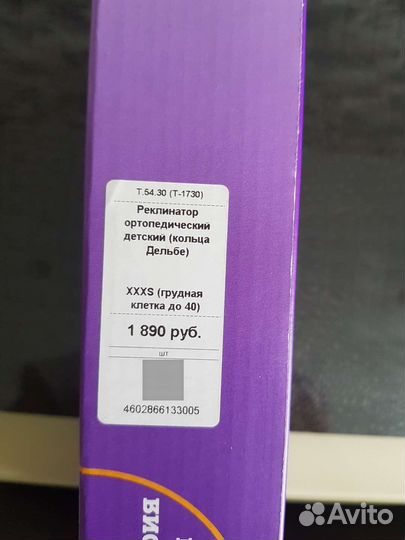 Т.54.30 (Т-1730)
Реклинатор
ортопедический
детский (кольца
Дельбе)
XXXS (грудная
клетка до 40)
1 890 руб.
шт
4602866133005
Avito